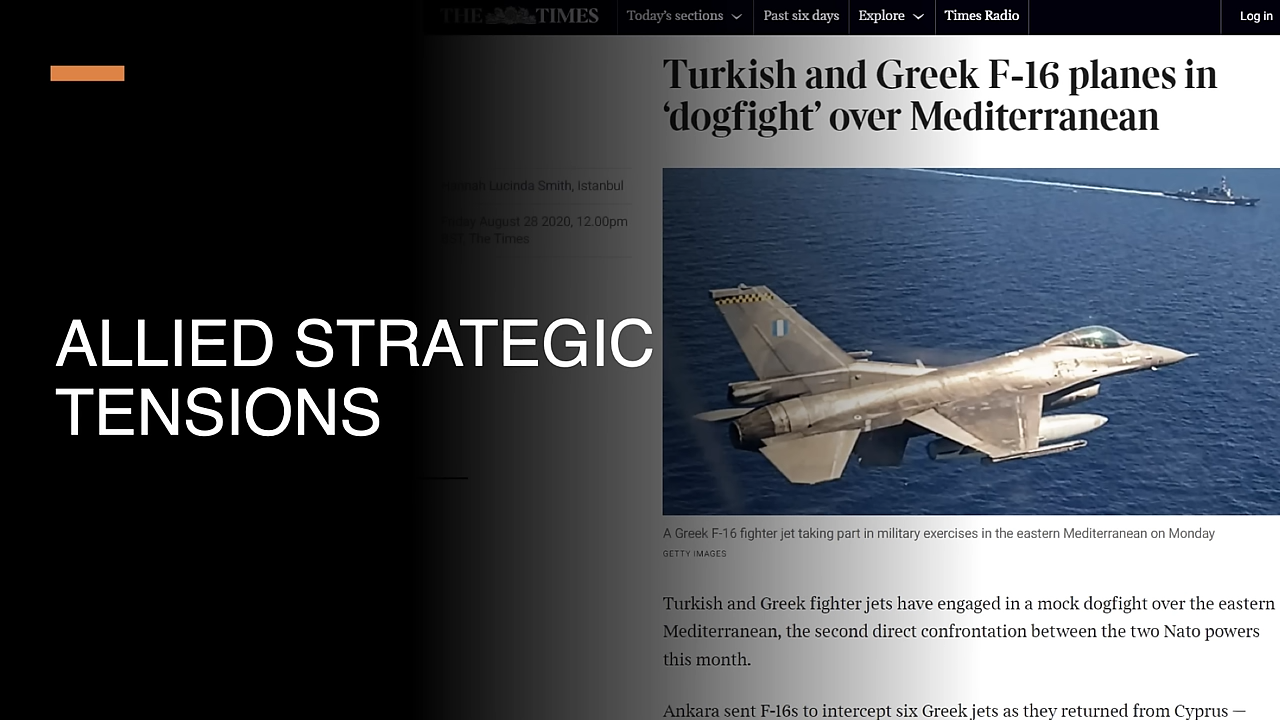 THE TIMES
Today's sections
Past six days
Explore
Times Radio
Log in
Turkish and Greek F-16 planes in
‘dogfight’ over Mediterranean
Lucinda Smith, Istanbul
August 28 2020, 12.00pm
The Times
ALLIED STRATEGIC
TENSIONS
A Greek F-16 fighter jet taking part in military exercises in the eastern Mediterranean on Monday
GETTY IMAGES
Turkish and Greek fighter jets have engaged in a mock dogfight over the eastern
Mediterranean, the second direct confrontation between the two Nato powers
this month.
Ankara sent F-16s to intercept six Greek jets as they returned from Cyprus —